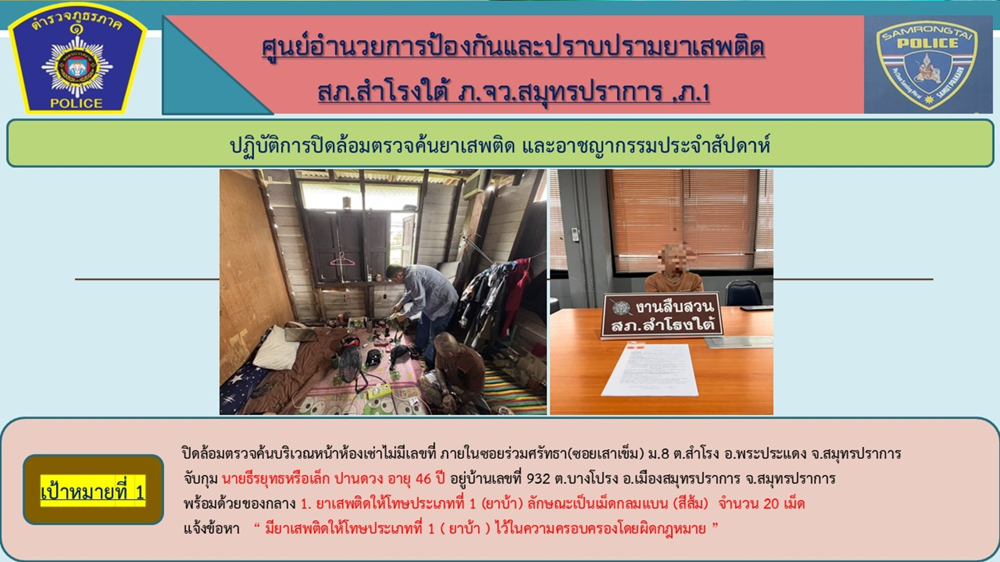 ตำรวจภูธรภาค
๑
POLICE
ศูนย์อำนวยการป้องกันและปราบปรามยาเสพติด
สภ.สำโรงใต้ ภ.จว.สมุทรปราการ ,ภ.1
SAMRONGTAI
POLICE
SAMUT PRAKARN
ปฏิบัติการปิดล้อมตรวจค้นยาเสพติด และอาชญากรรมประจำสัปดาห์
งานสืบสวน
สภ.สำโรงใต้
เป้าหมายที่ 1
ปิดล้อมตรวจค้นบริเวณหน้าห้องเช่าไม่มีเลขที่ ภายในซอยร่วมศรัทธา(ซอยเสาเข็ม) ม.8 ต.สำโรง อ.พระประแดง จ.สมุทรปราการ
จับกุม นายธีรยุทธหรือเล็ก ปานดวง อายุ 46 ปี อยู่บ้านเลขที่ 932 ต.บางโปรง อ.เมืองสมุทรปราการ จ.สมุทรปราการ
พร้อมด้วยของกลาง 1. ยาเสพติดให้โทษประเภทที่ 1 (ยาบ้า) ลักษณะเป็นเม็ดกลมแบน (สีส้ม) จำนวน 20 เม็ด
แจ้งข้อหา “ มียาเสพติดให้โทษประเภทที่ 1 ( ยาบ้า ) ไว้ในความครอบครองโดยผิดกฎหมาย ”